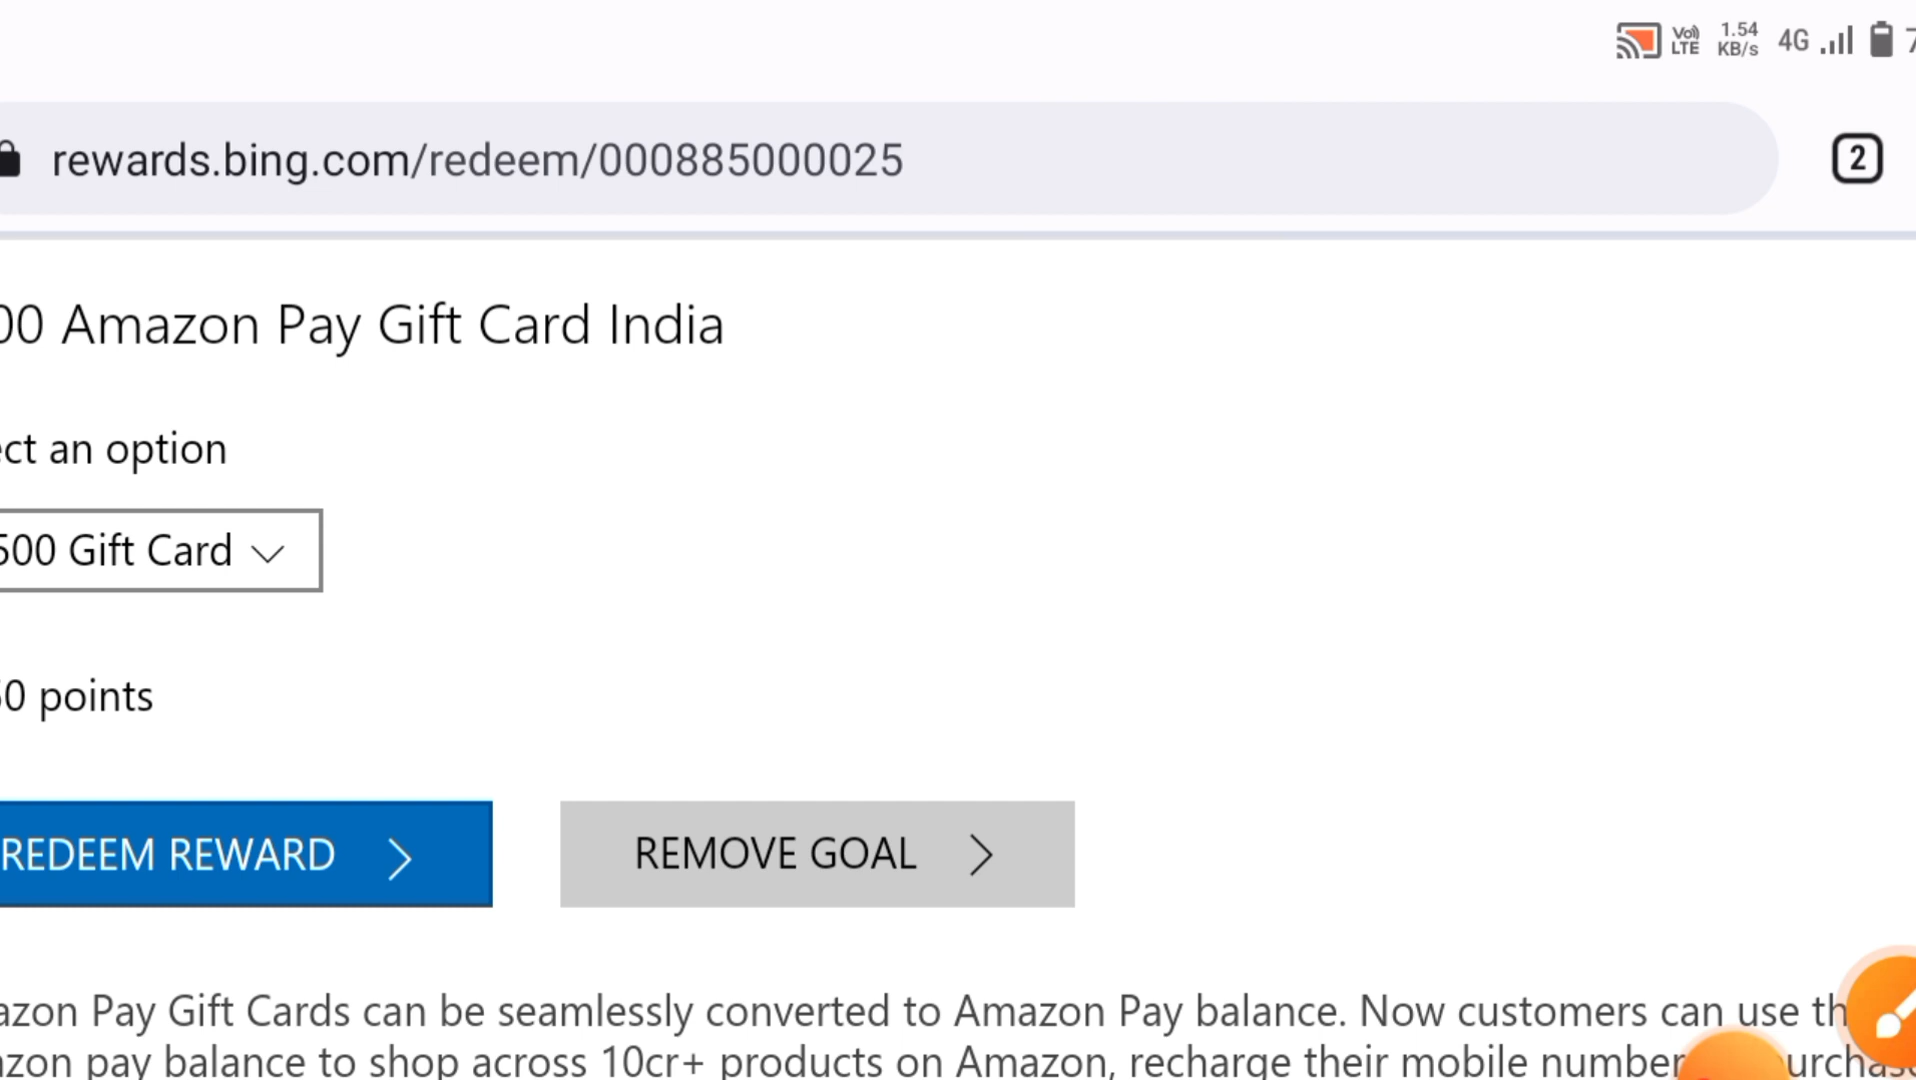 Vo) 1.54
LTE KB/s 4G
rewards.bing.com/redeem/000885000025 2
00 Amazon Pay Gift Card India
ct an option
500 Gift Card
0 points
REDEEM REWARD REMOVE GOAL
azon Pay Gift Cards can be seamlessly converted to Amazon Pay balance. Now customers can use th
zon pay balance to shop across 10cr+ products on Amazon, recharge their mobile number